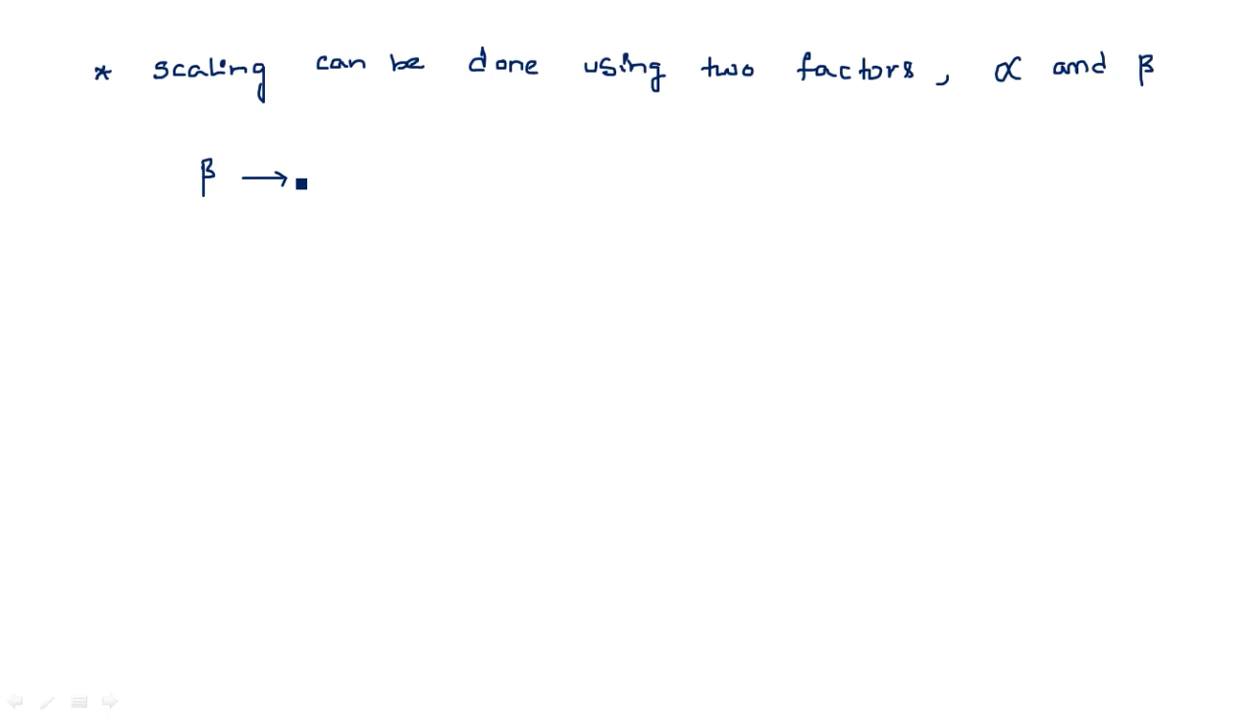 * scaling can be done using two factors, α and β
β →